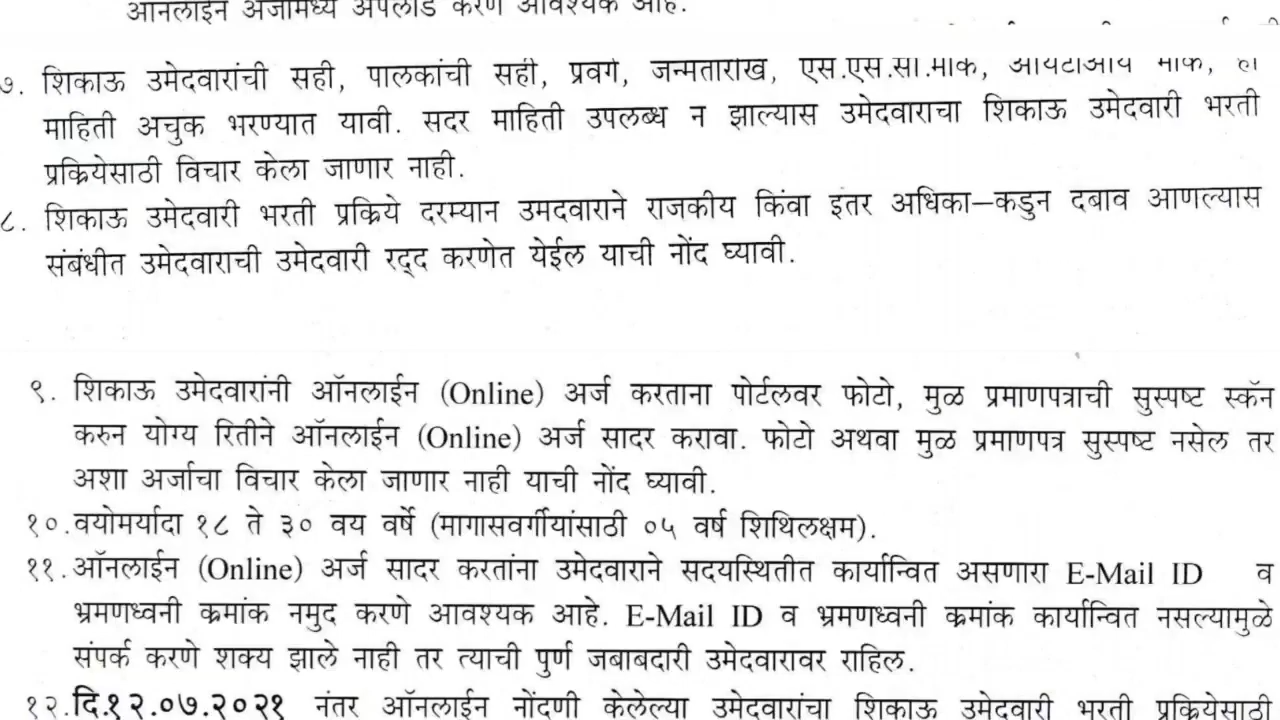 ऑनलाईन अर्जामध्ये अपलोड करणे आवश्यक आहे.
७. शिकाऊ उमेदवारांची सही, पालकांची सही, प्रवर्ग, जन्मतारीख, एस.एस.सी.मार्क, आयटीआय मार्क, ही
माहिती अचुक भरण्यात यावी. सदर माहिती उपलब्ध न झाल्यास उमेदवाराचा शिकाऊ उमेदवारी भरती
प्रक्रियेसाठी विचार केला जाणार नाही.
८. शिकाऊ उमेदवारी भरती प्रक्रिये दरम्यान उमदवाराने राजकीय किंवा इतर अधिका–कडुन दबाव आणल्यास
संबंधीत उमेदवाराची उमेदवारी रद्द करणेत येईल याची नोंद घ्यावी.
९. शिकाऊ उमेदवारांनी ऑनलाईन (Online) अर्ज करताना पोर्टलवर फोटो, मुळ प्रमाणपत्राची सुस्पष्ट स्कॅन
करुन योग्य रितीने ऑनलाईन (Online) अर्ज सादर करावा. फोटो अथवा मुळ प्रमाणपत्र सुस्पष्ट नसेल तर
अशा अर्जाचा विचार केला जाणार नाही याची नोंद घ्यावी.
१०. वयोमर्यादा १८ ते ३० वय वर्षे (मागासवर्गीयांसाठी ०५ वर्ष शिथिलक्षम).
११. ऑनलाईन (Online) अर्ज सादर करतांना उमेदवाराने सदयस्थितीत कार्यान्वित असणारा E-Mail ID व
भ्रमणध्वनी क्रमांक नमुद करणे आवश्यक आहे. E-Mail ID व भ्रमणध्वनी क्रमांक कार्यान्वित नसल्यामुळे
संपर्क करणे शक्य झाले नाही तर त्याची पुर्ण जबाबदारी उमेदवारावर राहिल.
१२. दि.१२.०७.२०२१ नंतर ऑनलाईन नोंदणी केलेल्या उमेदवारांचा शिकाऊ उमेदवारी भरती प्रक्रियेसाठी